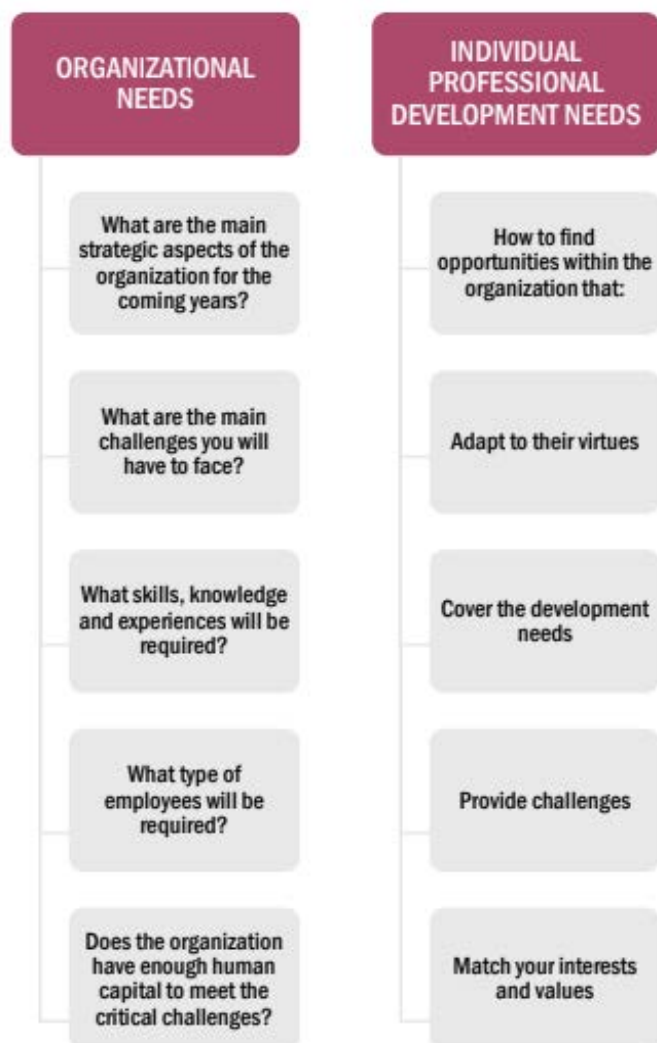 ORGANIZATIONAL
NEEDS
What are the main
strategic aspects of the
organization for the
coming years?
What are the main
challenges you will
have to face?
What skills, knowledge
and experiences will be
required?
What type of
employees will be
required?
Does the organization
have enough human
capital to meet the
critical challenges?
INDIVIDUAL
PROFESSIONAL
DEVELOPMENT NEEDS
How to find
opportunities within the
organization that:
Adapt to their virtues
Cover the development
needs
Provide challenges
Match your interests
and values